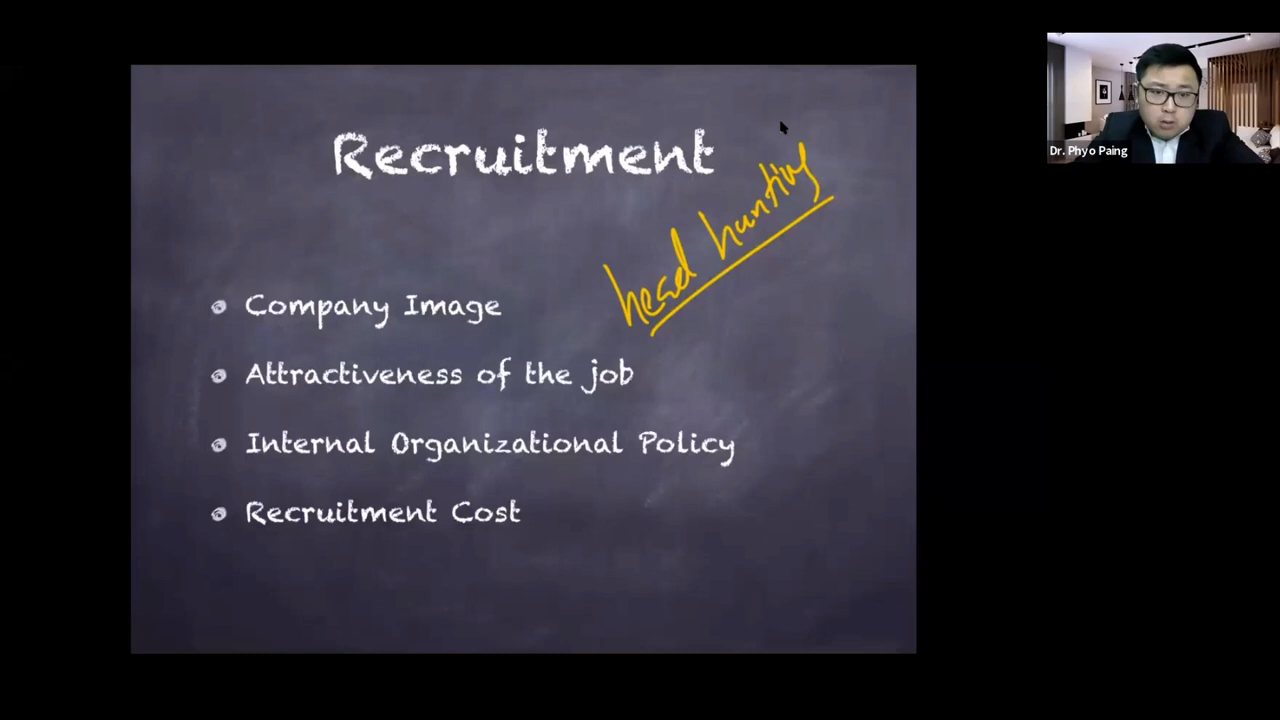 Recruitment
head hunting
Company Image
Attractiveness of the job
Internal Organizational Policy
Recruitment Cost
Dr. Phyo Paing